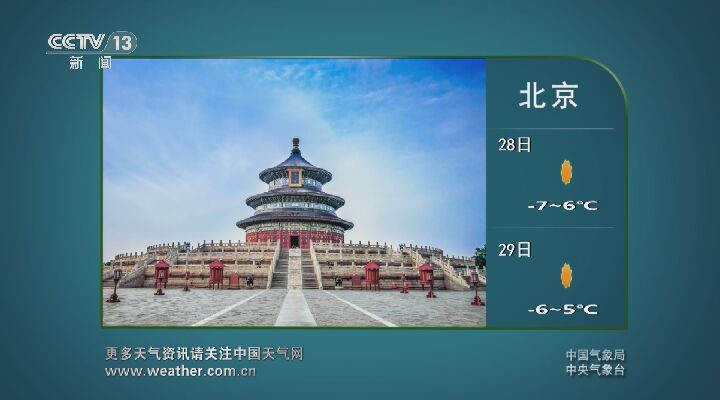 CCTV 13
新闻
北京
28日
-7~6℃
29日
-6~5℃
更多天气资讯请关注中国天气网
www.weather.com.cn
中国气象局
中央气象台